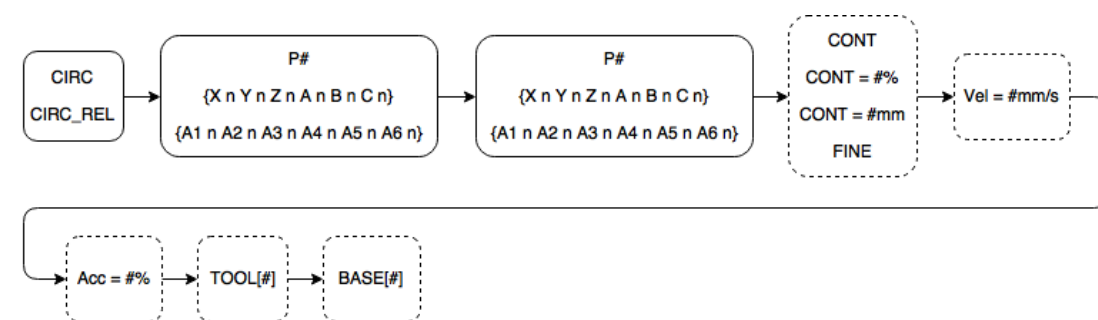 CIRC
CIRC_REL
P#
{X n Y n Z n A n B n C n}
{A1 n A2 n A3 n A4 n A5 n A6 n}
P#
{X n Y n Z n A n B n C n}
{A1 n A2 n A3 n A4 n A5 n A6 n}
CONT
CONT = #%
CONT = #mm
FINE
Vel = #mm/s
Acc = #%
TOOL[#]
BASE[#]